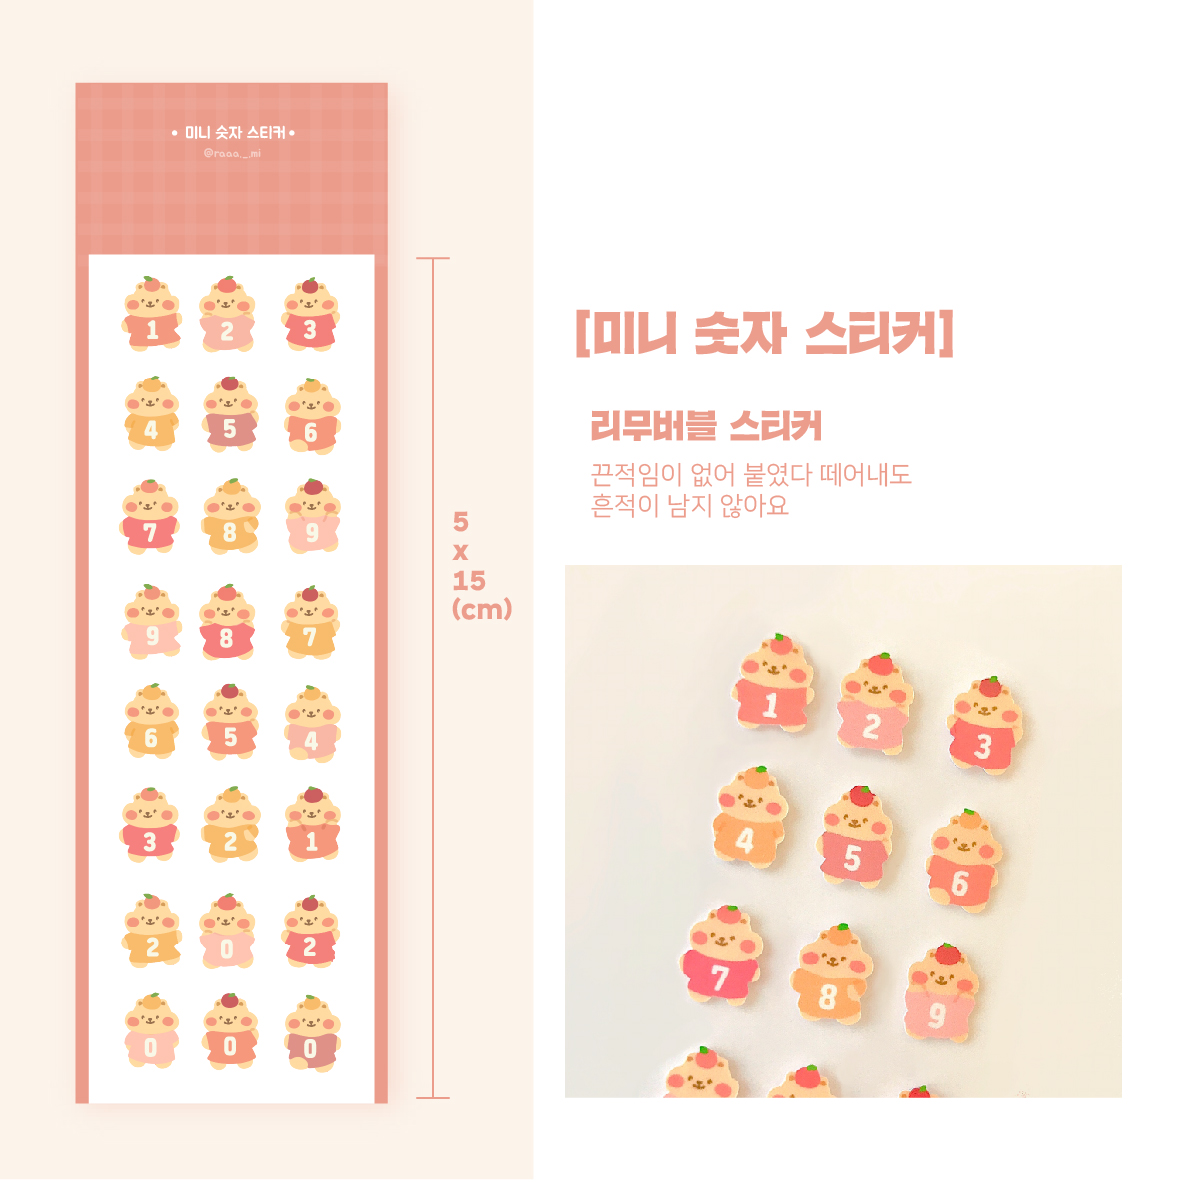 • 미니 숫자 스티커 •
@raaa._.mi
1 2 3
4 5 6
7 8 9
9 8 7
6 5 4
3 2 1
2 0 2
0 0 0
5
x
15
(cm)
[미니 숫자 스티커]
리무버블 스티커
끈적임이 없어 붙였다 떼어내도
흔적이 남지 않아요
1 2 3
4 5 6
7 8 9